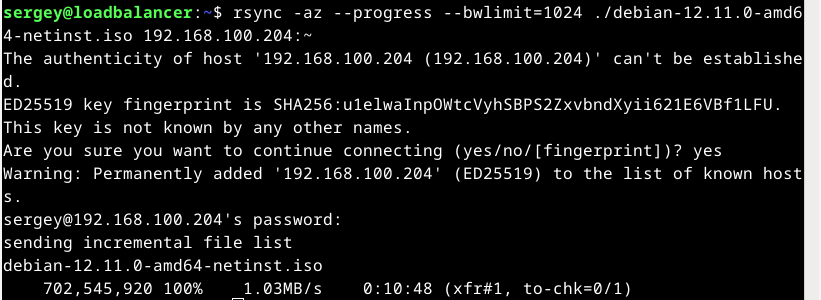 sergey@loadbalancer:~$ rsync -az --progress --bwlimit=1024 ./debian-12.11.0-amd6
4-netinst.iso 192.168.100.204:~
The authenticity of host '192.168.100.204 (192.168.100.204)' can't be establishe
d.
ED25519 key fingerprint is SHA256:u1elwaInpOWtcVyhSBPS2ZxvbndXyii621E6VBf1LFU.
This key is not known by any other names.
Are you sure you want to continue connecting (yes/no/[fingerprint])? yes
Warning: Permanently added '192.168.100.204' (ED25519) to the list of known host
s.
sergey@192.168.100.204's password:
sending incremental file list
debian-12.11.0-amd64-netinst.iso
    702,545,920 100%    1.03MB/s    0:10:48 (xfr#1, to-chk=0/1)